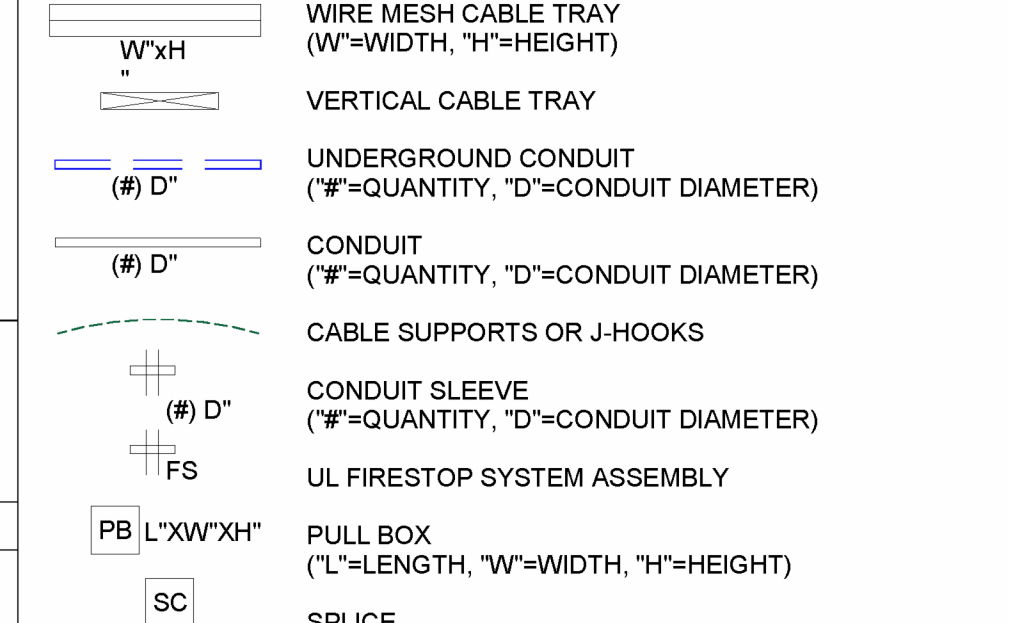 WIRE MESH CABLE TRAY
(W"=WIDTH, "H"=HEIGHT)
W"xH
"
VERTICAL CABLE TRAY
UNDERGROUND CONDUIT
(#) D"
("#"=QUANTITY, "D"=CONDUIT DIAMETER)
CONDUIT
(#) D"
("#"=QUANTITY, "D"=CONDUIT DIAMETER)
CABLE SUPPORTS OR J-HOOKS
CONDUIT SLEEVE
(#) D"
("#"=QUANTITY, "D"=CONDUIT DIAMETER)
FS
UL FIRESTOP SYSTEM ASSEMBLY
PB L"XW"XH"
PULL BOX
("L"=LENGTH, "W"=WIDTH, "H"=HEIGHT)
SC
SPLICE